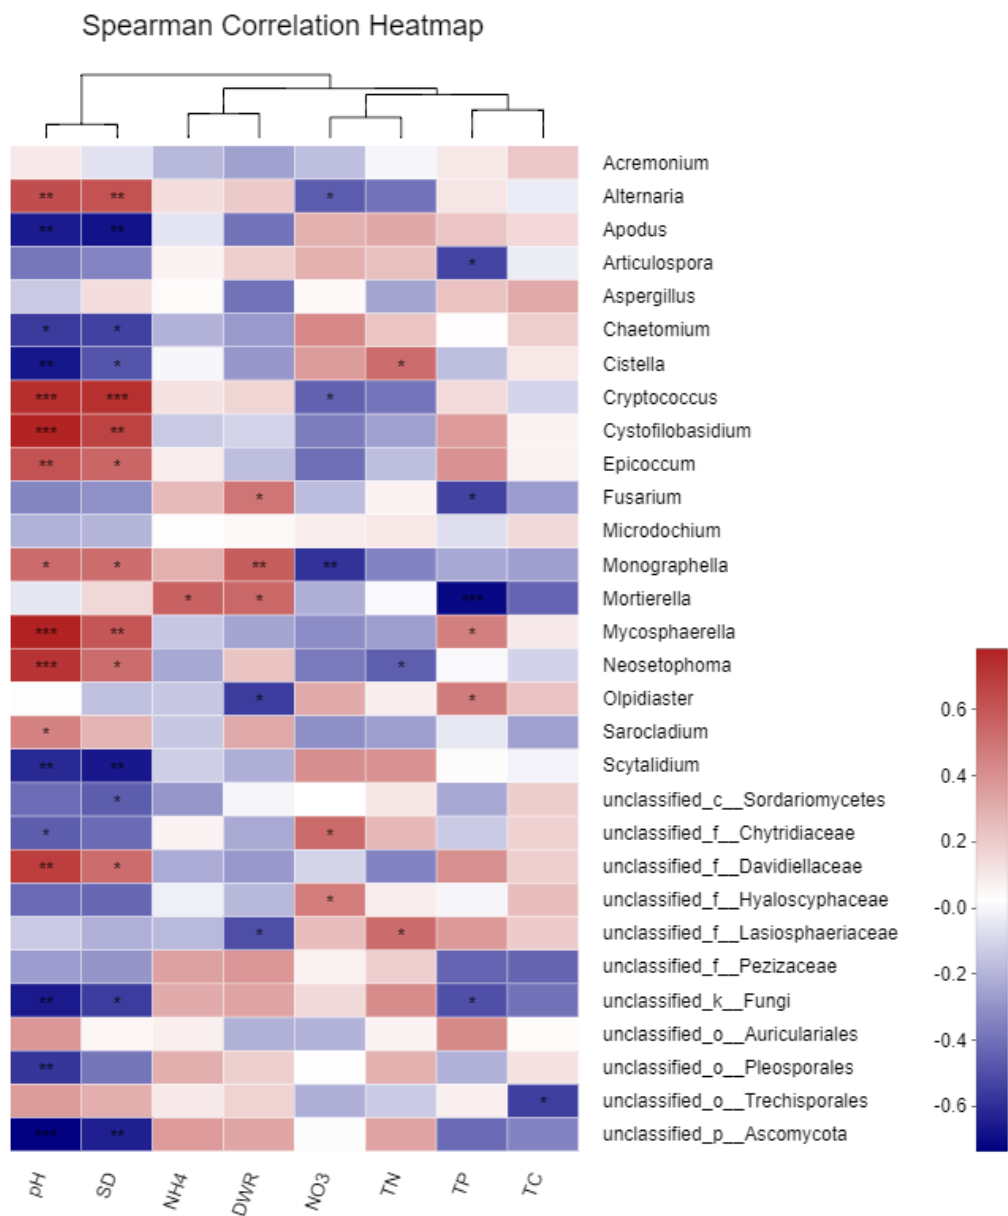 Spearman Correlation Heatmap
Acremonium
** ** * Alternaria
** ** Apodus
* Articulospora
Aspergillus
* * Chaetomium
** * * Cistella
*** *** * Cryptococcus
*** ** Cystofilobasidium
** * Epicoccum
* * Fusarium
Microdochium
* * ** ** Monographella
* * *** Mortierella
*** ** * Mycosphaerella
*** * * Neosetophoma
* * Olpidiaster
* Sarocladium
** ** Scytalidium
* unclassified_c__Sordariomycetes
* * unclassified_f__Chytridiaceae
** * unclassified_f__Davidiellaceae
* unclassified_f__Hyaloscyphaceae
* * unclassified_f__Lasiosphaeriaceae
unclassified_f__Pezizaceae
** * * unclassified_k__Fungi
unclassified_o__Auriculariales
** unclassified_o__Pleosporales
* unclassified_o__Trechisporales
*** ** unclassified_p__Ascomycota
pH SD NH4 DWR NO3 TN TP TC
0.6
0.4
0.2
-0.0
-0.2
-0.4
-0.6